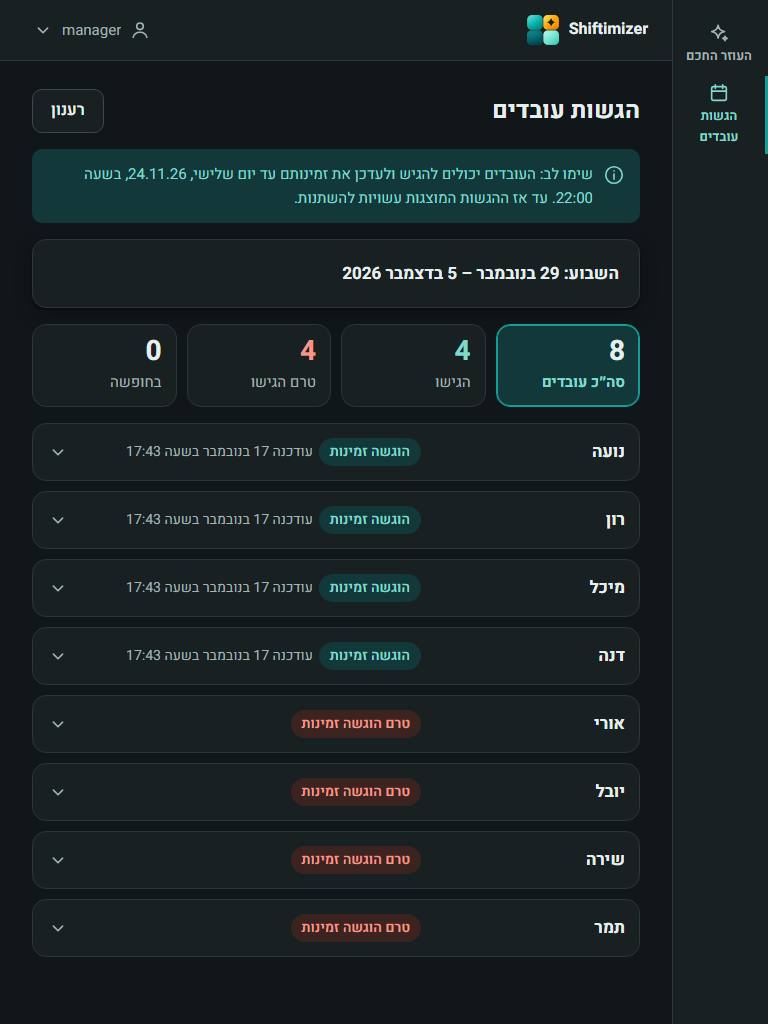 העוזר החכם
הגשות
עובדים
Shiftimizer
manager
הגשות עובדים
רענון
שימו לב: העובדים יכולים להגיש ולעדכן את זמינותם עד יום שלישי, 24.11.26, בשעה
22:00. עד אז ההגשות המוצגות עשויות להשתנות.
השבוע: 29 בנובמבר – 5 בדצמבר 2026
8
סה״כ עובדים
4
הגישו
4
טרם הגישו
0
בחופשה
נועה הוגשה זמינות עודכנה 17 בנובמבר בשעה 17:43
רון הוגשה זמינות עודכנה 17 בנובמבר בשעה 17:43
מיכל הוגשה זמינות עודכנה 17 בנובמבר בשעה 17:43
דנה הוגשה זמינות עודכנה 17 בנובמבר בשעה 17:43
אורי טרם הוגשה זמינות
יובל טרם הוגשה זמינות
שירה טרם הוגשה זמינות
תמר טרם הוגשה זמינות